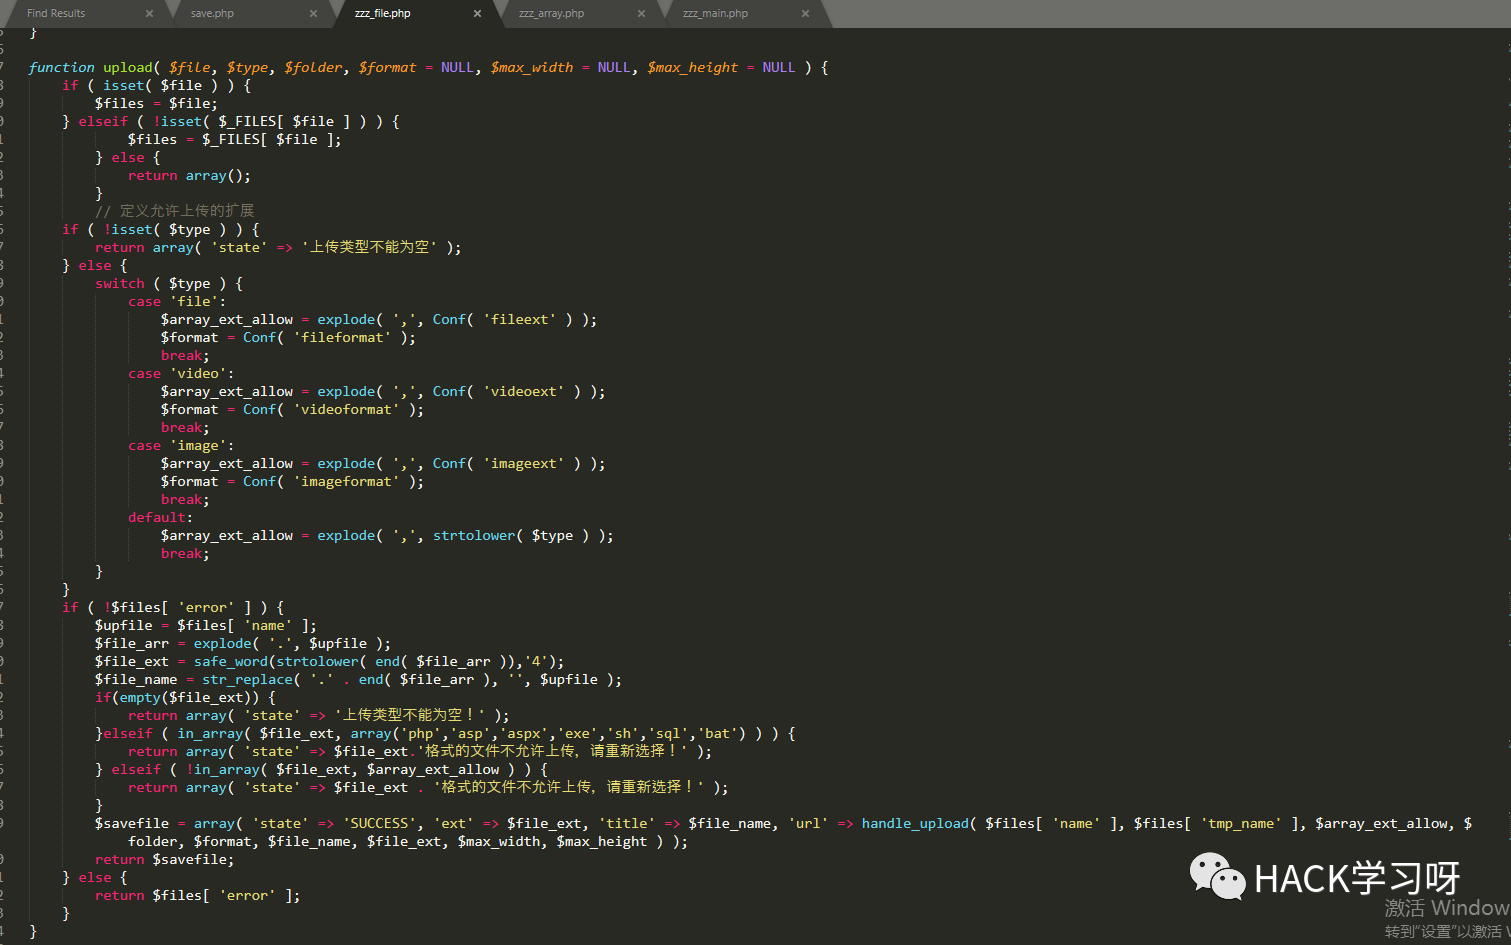 Find Results × save.php × zzz_file.php × zzz_array.php × zzz_main.php ×
}
function upload( $file, $type, $folder, $format = NULL, $max_width = NULL, $max_height = NULL ) {
if ( isset( $file ) ) {
$files = $file;
} elseif ( !isset( $_FILES[ $file ] ) ) {
$files = $_FILES[ $file ];
} else {
return array();
}
// 定义允许上传的扩展
if ( !isset( $type ) ) {
return array( 'state' => '上传类型不能为空' );
} else {
switch ( $type ) {
case 'file':
$array_ext_allow = explode( ',', Conf( 'fileext' ) );
$format = Conf( 'fileformat' );
break;
case 'video':
$array_ext_allow = explode( ',', Conf( 'videoext' ) );
$format = Conf( 'videoformat' );
break;
case 'image':
$array_ext_allow = explode( ',', Conf( 'imageext' ) );
$format = Conf( 'imageformat' );
break;
default:
$array_ext_allow = explode( ',', strtolower( $type ) );
break;
}
}
if ( !$files[ 'error' ] ) {
$upfile = $files[ 'name' ];
$file_arr = explode( '.', $upfile );
$file_ext = safe_word(strtolower( end( $file_arr )),'4');
$file_name = str_replace( '.' . end( $file_arr ), '', $upfile );
if(empty($file_ext)) {
return array( 'state' => '上传类型不能为空！' );
}elseif ( in_array( $file_ext, array('php','asp','aspx','exe','sh','sql','bat') ) ) {
return array( 'state' => $file_ext.'格式的文件不允许上传，请重新选择！' );
} elseif ( !in_array( $file_ext, $array_ext_allow ) ) {
return array( 'state' => $file_ext . '格式的文件不允许上传，请重新选择！' );
}
$savefile = array( 'state' => 'SUCCESS', 'ext' => $file_ext, 'title' => $file_name, 'url' => handle_upload( $files[ 'name' ], $files[ 'tmp_name' ], $array_ext_allow, $
folder, $format, $file_name, $file_ext, $max_width, $max_height ) );
return $savefile;
} else {
return $files[ 'error' ];
}
}
HACK学习呀
激活 Window
转到"设置"以激活